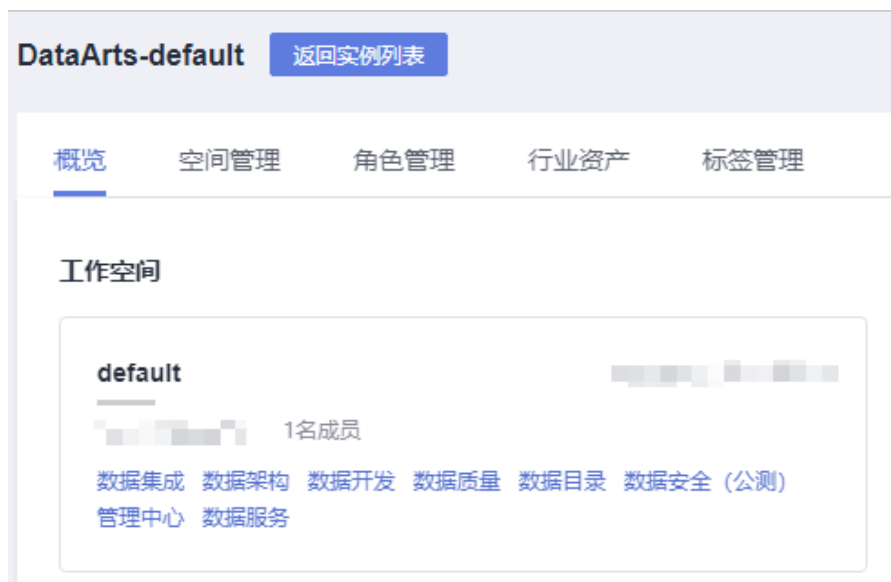 DataArts-default 返回实例列表
概览 空间管理 角色管理 行业资产 标签管理
工作空间
default
1名成员
数据集成 数据架构 数据开发 数据质量 数据目录 数据安全（公测）
管理中心 数据服务